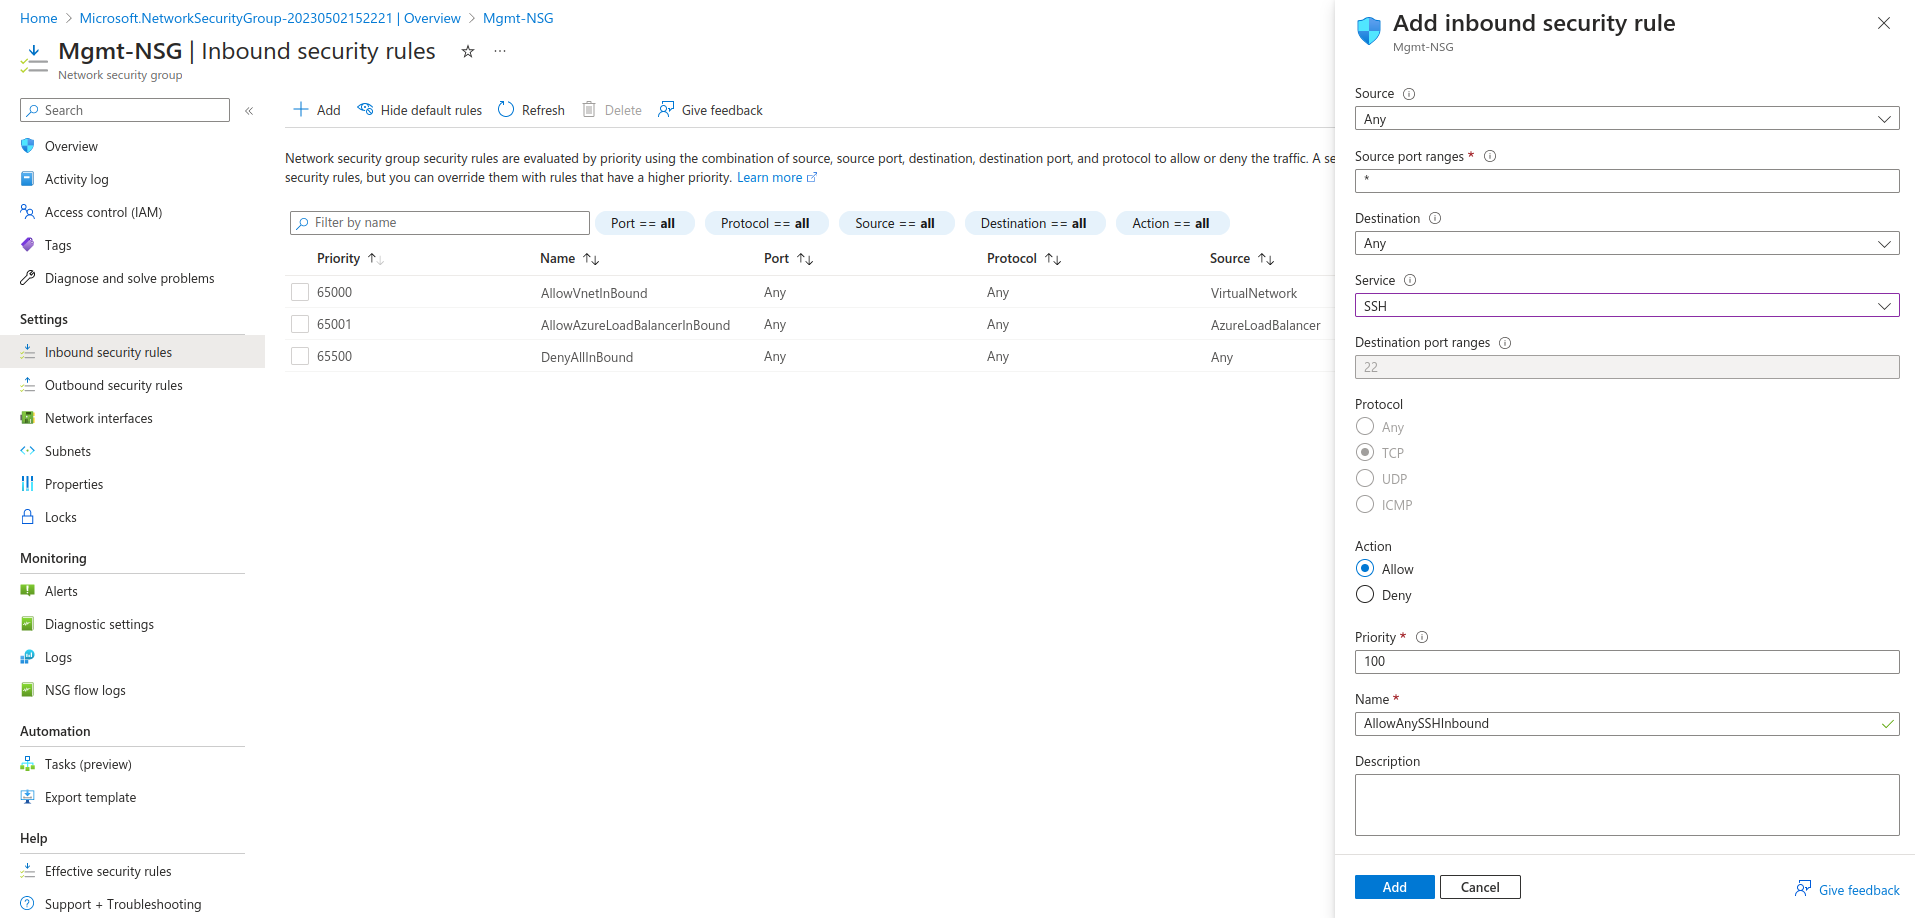 Home > Microsoft.NetworkSecurityGroup-20230502152221 | Overview > Mgmt-NSG
Mgmt-NSG | Inbound security rules
Network security group
Search
Overview
Activity log
Access control (IAM)
Tags
Diagnose and solve problems
Settings
Inbound security rules
Outbound security rules
Network interfaces
Subnets
Properties
Locks
Monitoring
Alerts
Diagnostic settings
Logs
NSG flow logs
Automation
Tasks (preview)
Export template
Help
Effective security rules
Support + Troubleshooting
Add Hide default rules Refresh Delete Give feedback
Network security group security rules are evaluated by priority using the combination of source, source port, destination, destination port, and protocol to allow or deny the traffic. A se
security rules, but you can override them with rules that have a higher priority. Learn more
Filter by name Port == all Protocol == all Source == all Destination == all Action == all
Priority Name Port Protocol Source
65000 AllowVnetInBound Any Any VirtualNetwork
65001 AllowAzureLoadBalancerInBound Any Any AzureLoadBalancer
65500 DenyAllInBound Any Any Any
Add inbound security rule
Mgmt-NSG
Source
Any
Source port ranges *
*
Destination
Any
Service
SSH
Destination port ranges
22
Protocol
Any
TCP
UDP
ICMP
Action
Allow
Deny
Priority *
100
Name *
AllowAnySSHInbound
Description
Add Cancel Give feedback